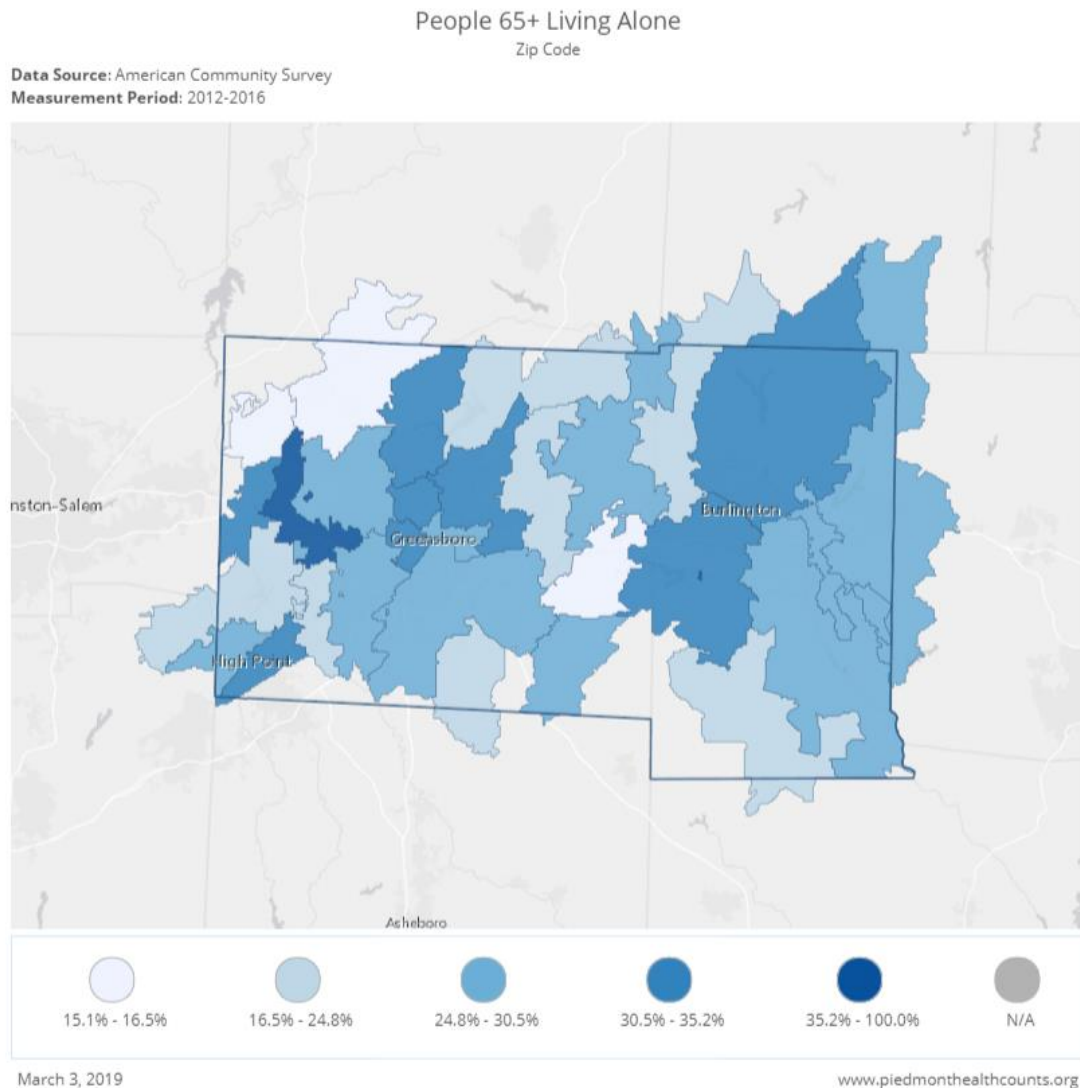 People 65+ Living Alone
Zip Code
Data Source: American Community Survey
Measurement Period: 2012-2016
nston-Salem
Burlington
Greensboro
High Point
Asheboro
15.1% - 16.5%
16.5% - 24.8%
24.8% - 30.5%
30.5% - 35.2%
35.2% - 100.0%
N/A
March 3, 2019
www.piedmonthealthcounts.org